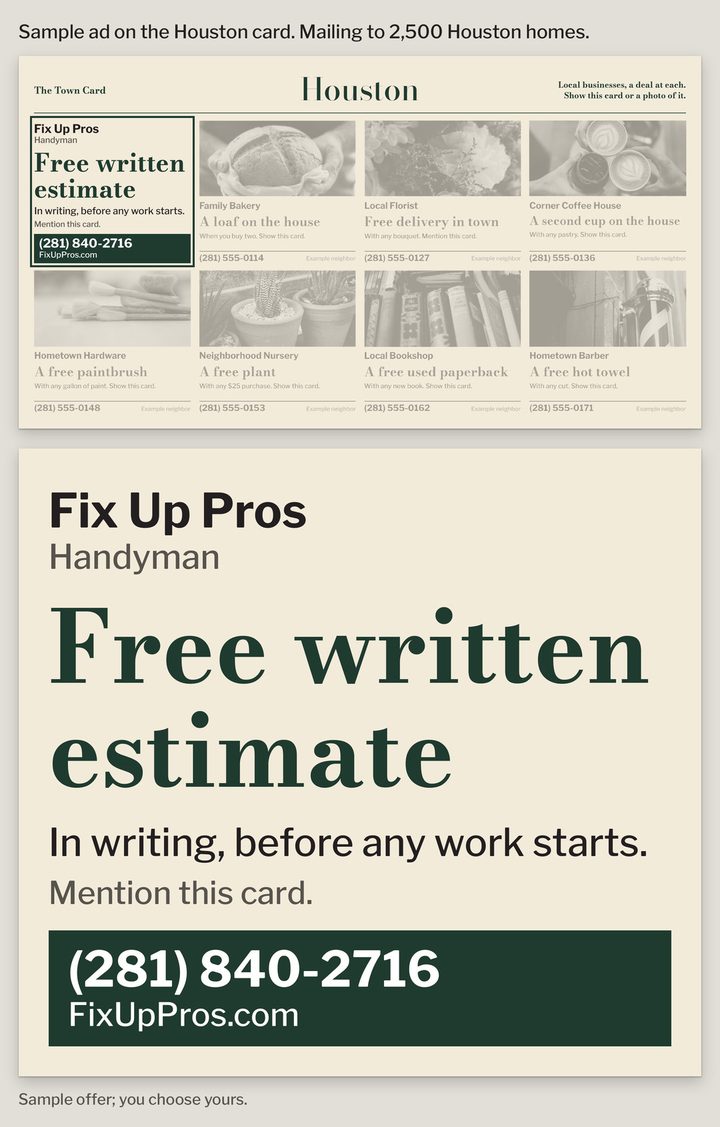 Sample ad on the Houston card. Mailing to 2,500 Houston homes.
The Town Card
Houston
Local businesses, a deal at each.
Show this card or a photo of it.
Fix Up Pros
Handyman
Free written
estimate
In writing, before any work starts.
Mention this card.
(281) 840-2716
FixUpPros.com
Family Bakery
A loaf on the house
When you buy two. Show this card.
(281) 555-0114
Example neighbor
Local Florist
Free delivery in town
With any bouquet. Mention this card.
(281) 555-0127
Example neighbor
Corner Coffee House
A second cup on the house
With any pastry. Show this card.
(281) 555-0136
Example neighbor
Hometown Hardware
A free paintbrush
With any gallon of paint. Show this card.
(281) 555-0148
Example neighbor
Neighborhood Nursery
A free plant
With any $25 purchase. Show this card.
(281) 555-0153
Example neighbor
Local Bookshop
A free used paperback
With any new book. Show this card.
(281) 555-0162
Example neighbor
Hometown Barber
A free hot towel
With any cut. Show this card.
(281) 555-0171
Example neighbor
Fix Up Pros
Handyman
Free written
estimate
In writing, before any work starts.
Mention this card.
(281) 840-2716
FixUpPros.com
Sample offer; you choose yours.